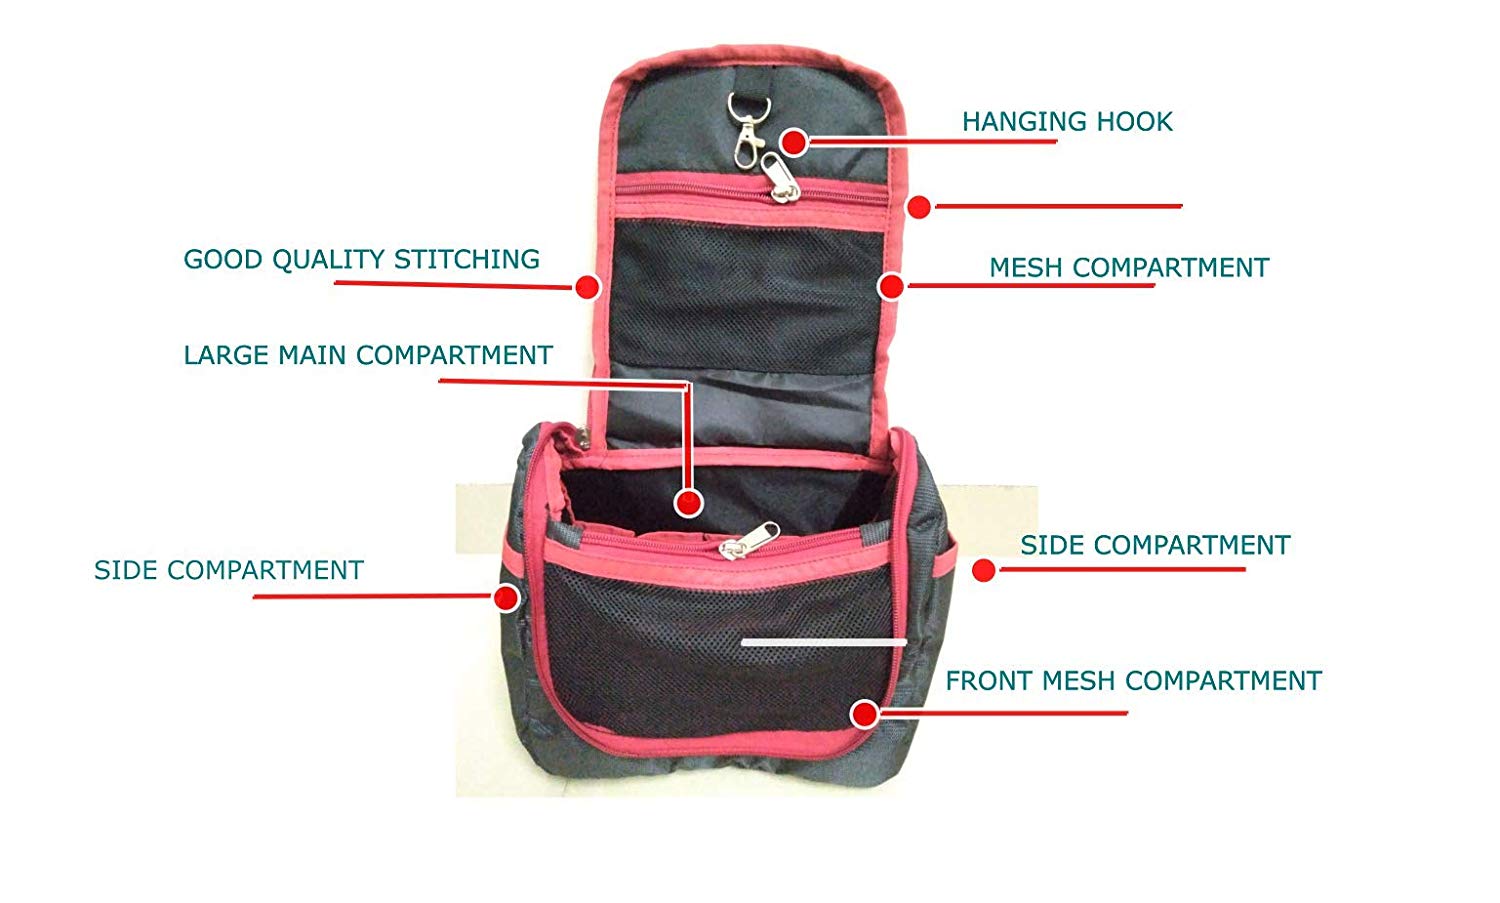 HANGING HOOK
GOOD QUALITY STITCHING
MESH COMPARTMENT
LARGE MAIN COMPARTMENT
SIDE COMPARTMENT
SIDE COMPARTMENT
FRONT MESH COMPARTMENT